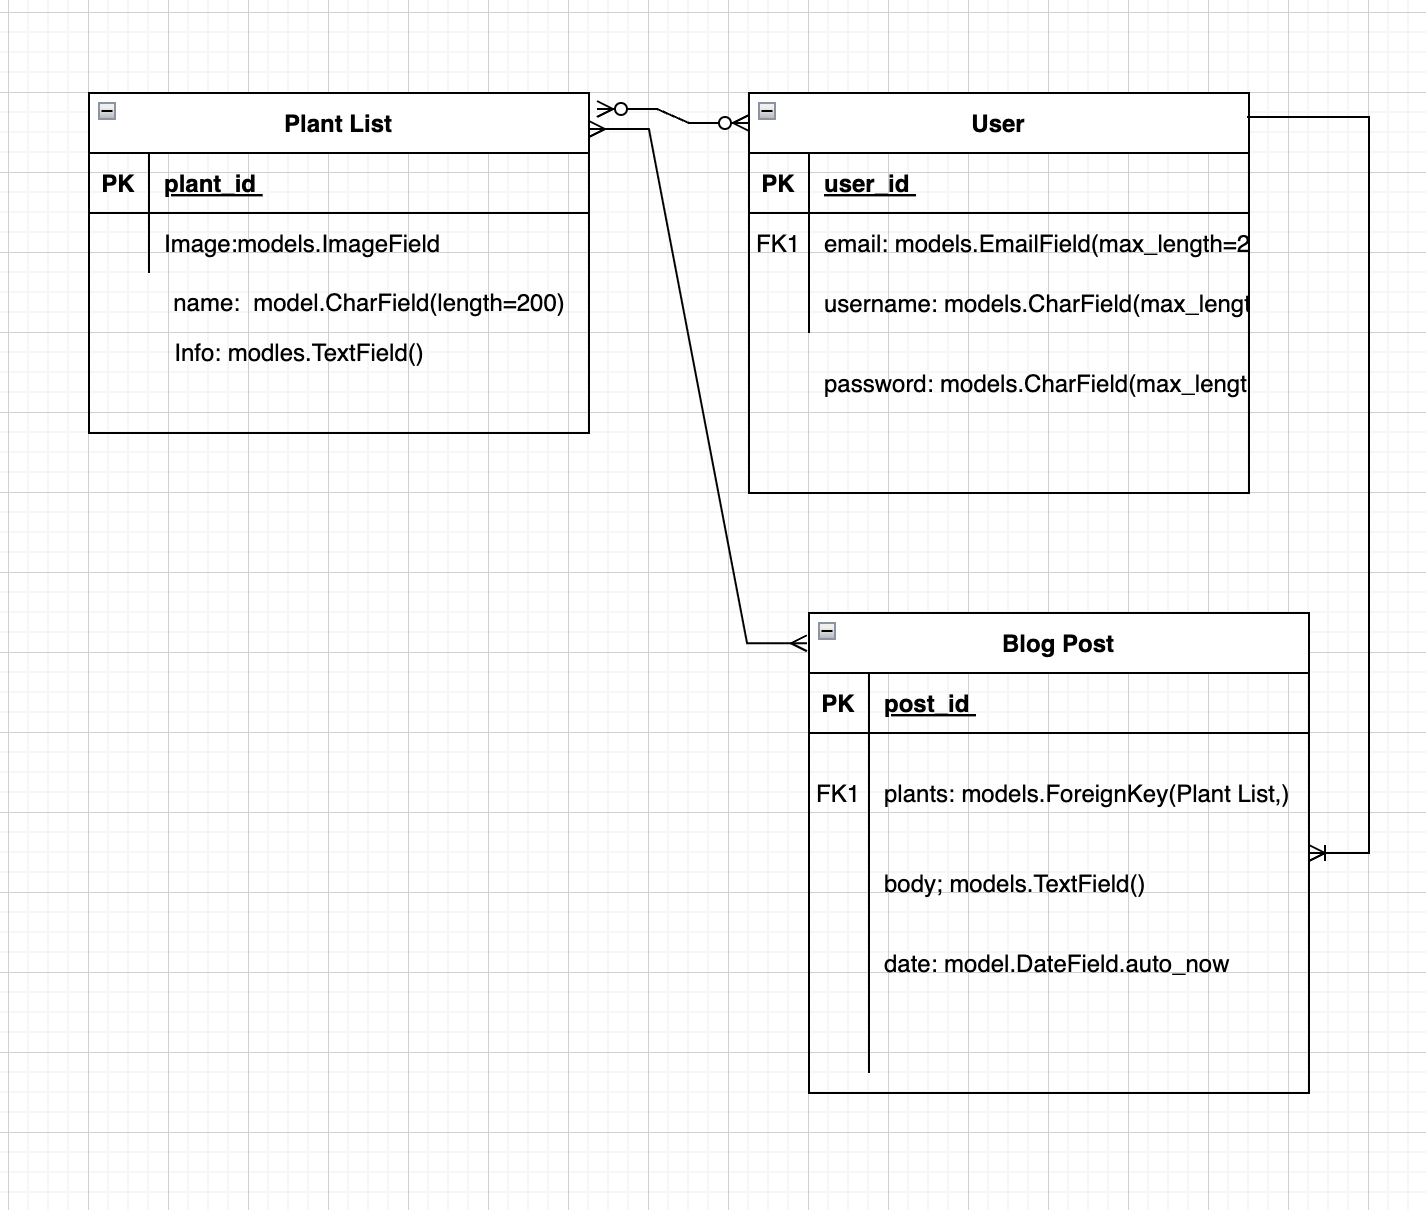 Plant List
PK plant_id
Image:models.ImageField
name: model.CharField(length=200)
Info: modles.TextField()
User
PK user_id
FK1 email: models.EmailField(max_length=2
username: models.CharField(max_lengt
password: models.CharField(max_lengt
Blog Post
PK post_id
FK1 plants: models.ForeignKey(Plant List,)
body; models.TextField()
date: model.DateField.auto_now